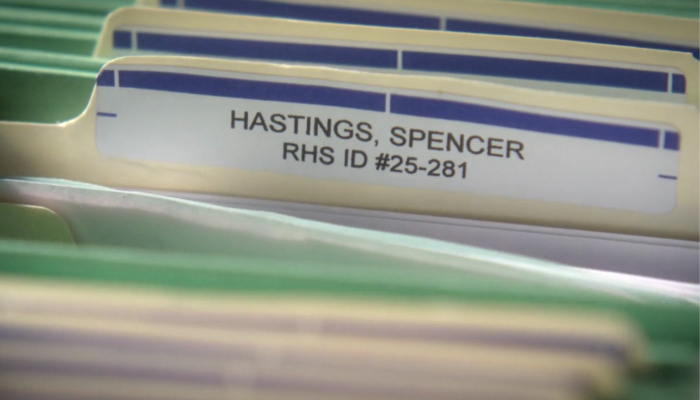 HASTINGS, SPENCER
RHS ID #25-281